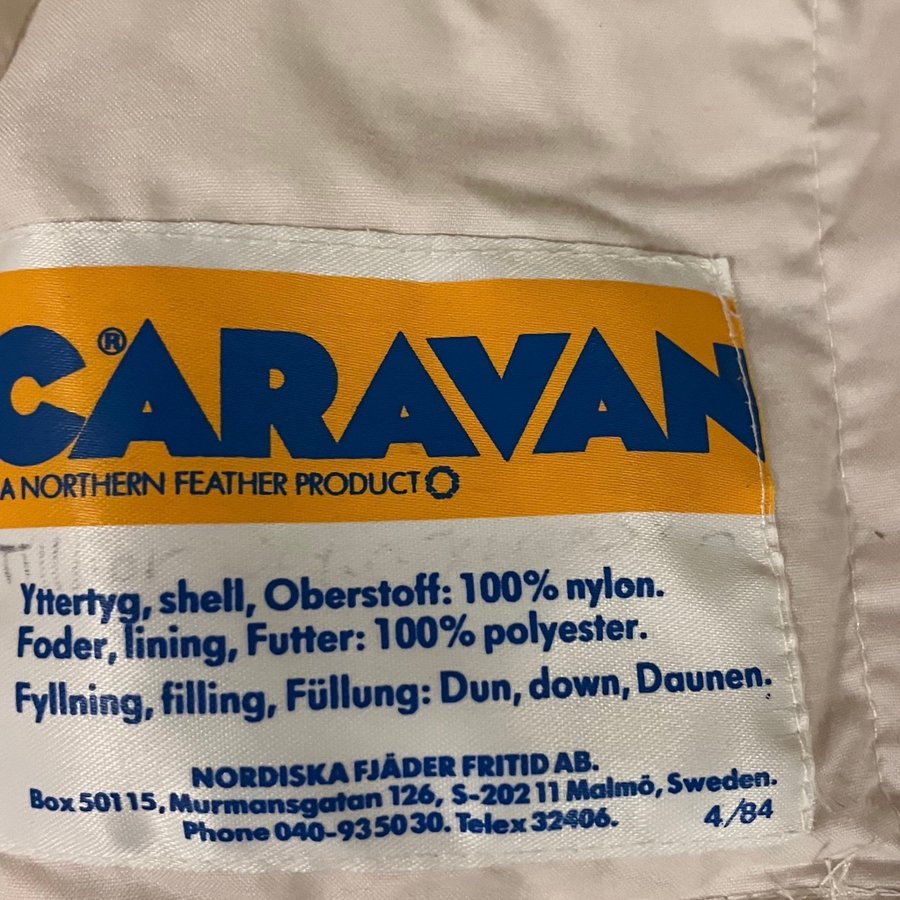 C®ARAVAN
A NORTHERN FEATHER PRODUCT
Yttertyg, shell, Oberstoff: 100% nylon.
Foder, lining, Futter: 100% polyester.
Fyllning, filling, Füllung: Dun, down, Daunen.
NORDISKA FJÄDER FRITID AB.
Box 50115, Murmansgatan 126, S-202 11 Malmö, Sweden.
Phone 040-93 50 30. Telex 32406. 4/84